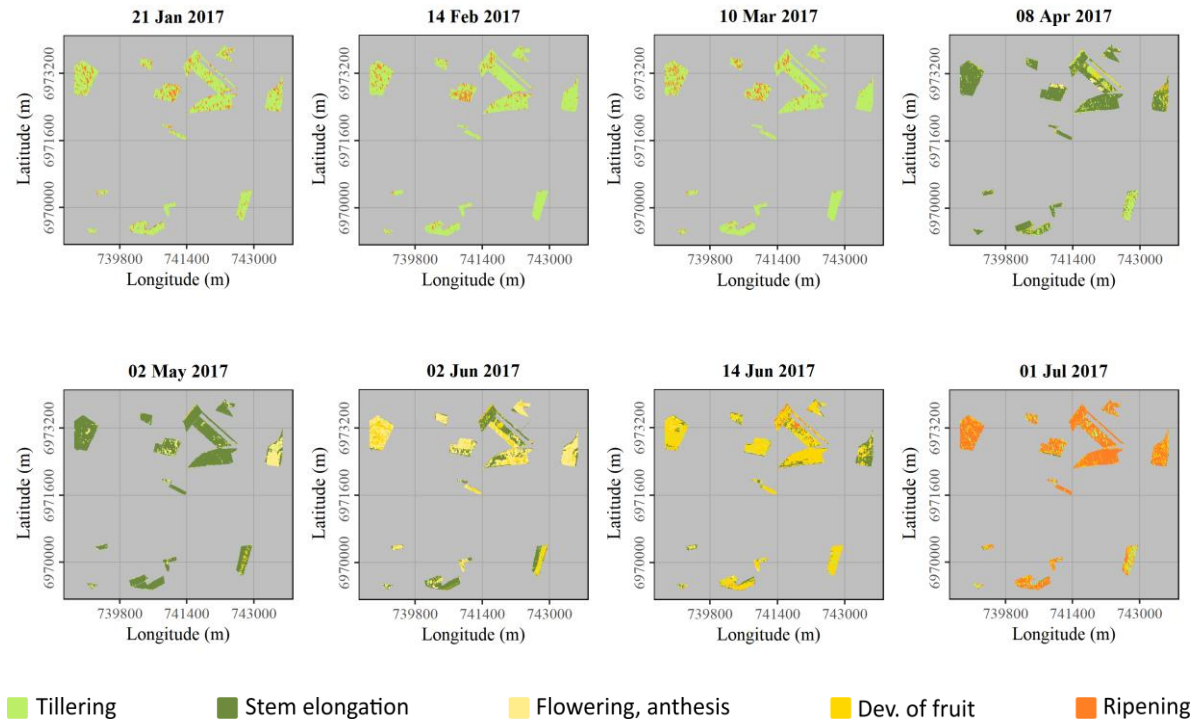 21 Jan 2017
14 Feb 2017
10 Mar 2017
08 Apr 2017
Latitude (m)
6973200
6971600
6970000
739800 741400 743000
Longitude (m)
Latitude (m)
6973200
6971600
6970000
739800 741400 743000
Longitude (m)
Latitude (m)
6973200
6971600
6970000
739800 741400 743000
Longitude (m)
Latitude (m)
6973200
6971600
6970000
739800 741400 743000
Longitude (m)
02 May 2017
02 Jun 2017
14 Jun 2017
01 Jul 2017
Latitude (m)
6973200
6971600
6970000
739800 741400 743000
Longitude (m)
Latitude (m)
6973200
6971600
6970000
739800 741400 743000
Longitude (m)
Latitude (m)
6973200
6971600
6970000
739800 741400 743000
Longitude (m)
Latitude (m)
6973200
6971600
6970000
739800 741400 743000
Longitude (m)
Tillering
Stem elongation
Flowering, anthesis
Dev. of fruit
Ripening